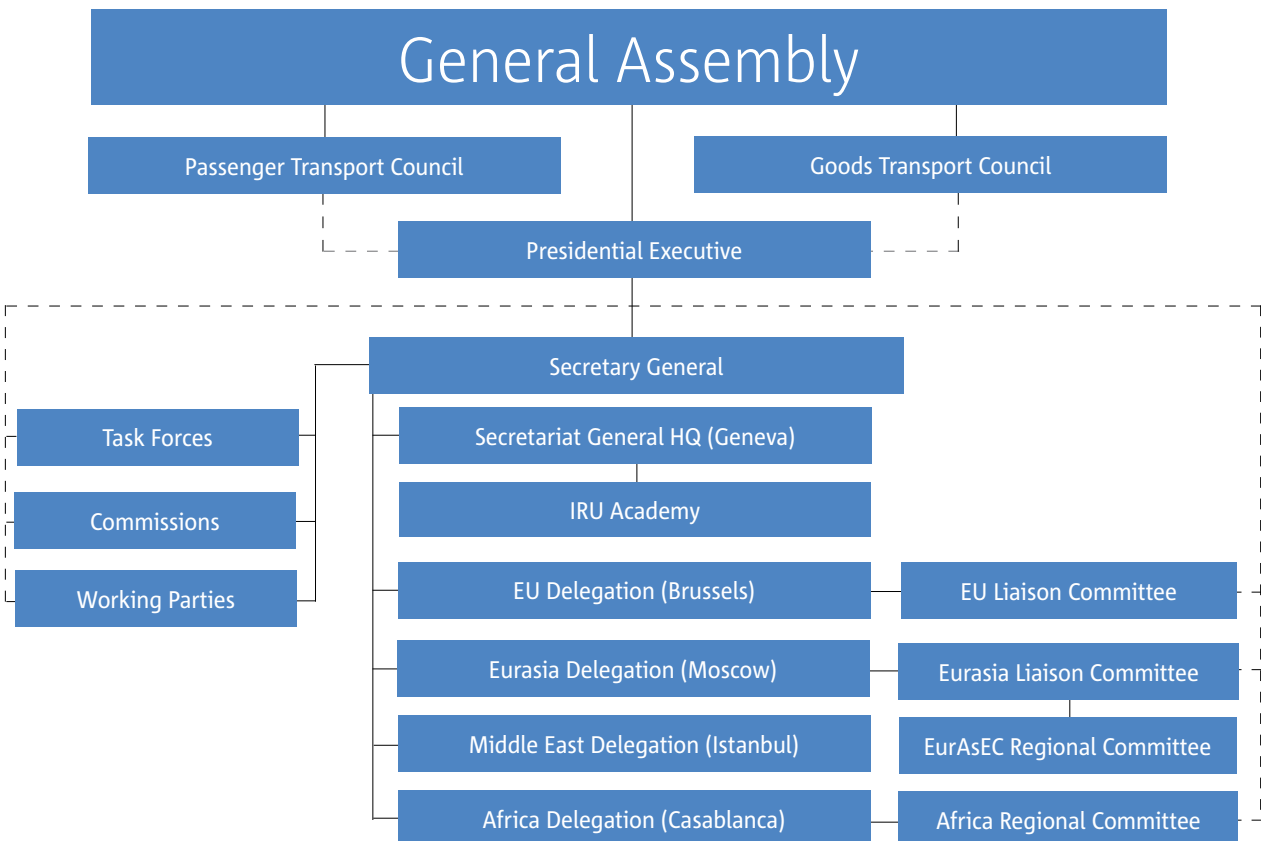 General Assembly
Passenger Transport Council
Goods Transport Council
Presidential Executive
Secretary General
Task Forces
Secretariat General HQ (Geneva)
Commissions
IRU Academy
Working Parties
EU Delegation (Brussels)
EU Liaison Committee
Eurasia Delegation (Moscow)
Eurasia Liaison Committee
Middle East Delegation (Istanbul)
EurAsEC Regional Committee
Africa Delegation (Casablanca)
Africa Regional Committee